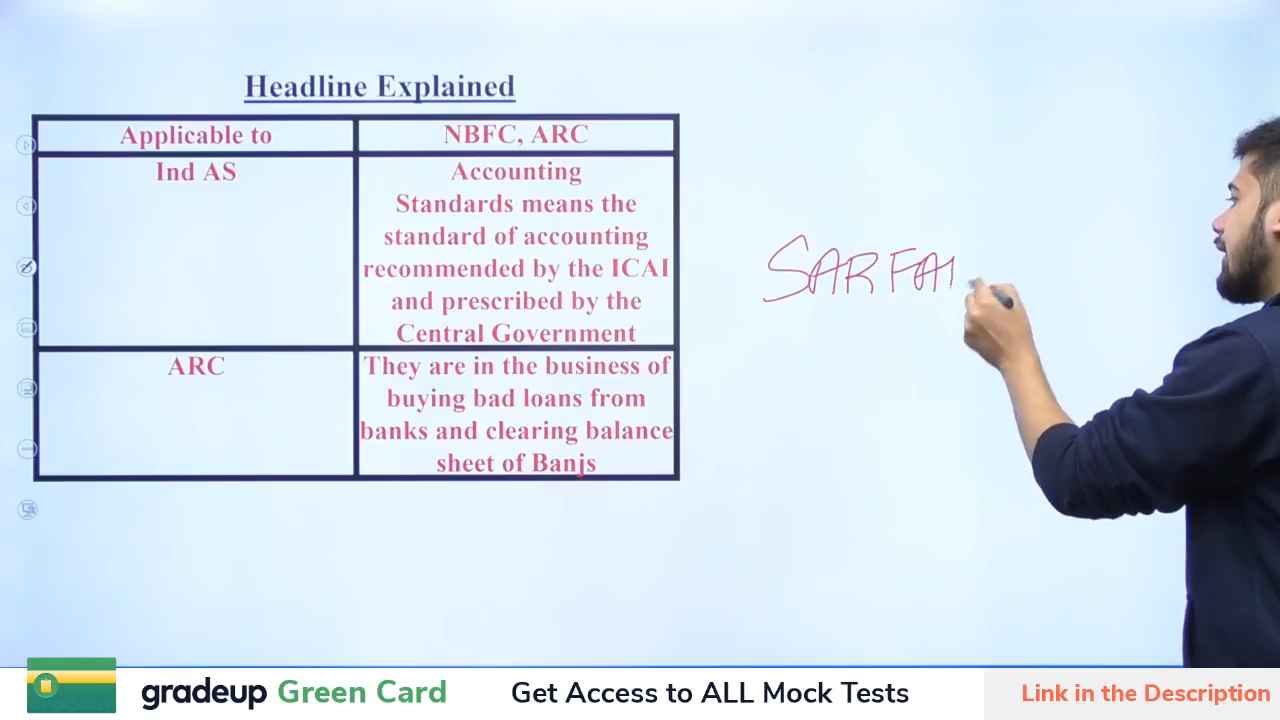 Headline Explained
Applicable to
NBFC, ARC
Ind AS
Accounting
Standards means the
standard of accounting
recommended by the ICAI
and prescribed by the
Central Government
ARC
They are in the business of
buying bad loans from
banks and clearing balance
sheet of Banjs
SARFAI
gradeup Green Card
Get Access to ALL Mock Tests
Link in the Description